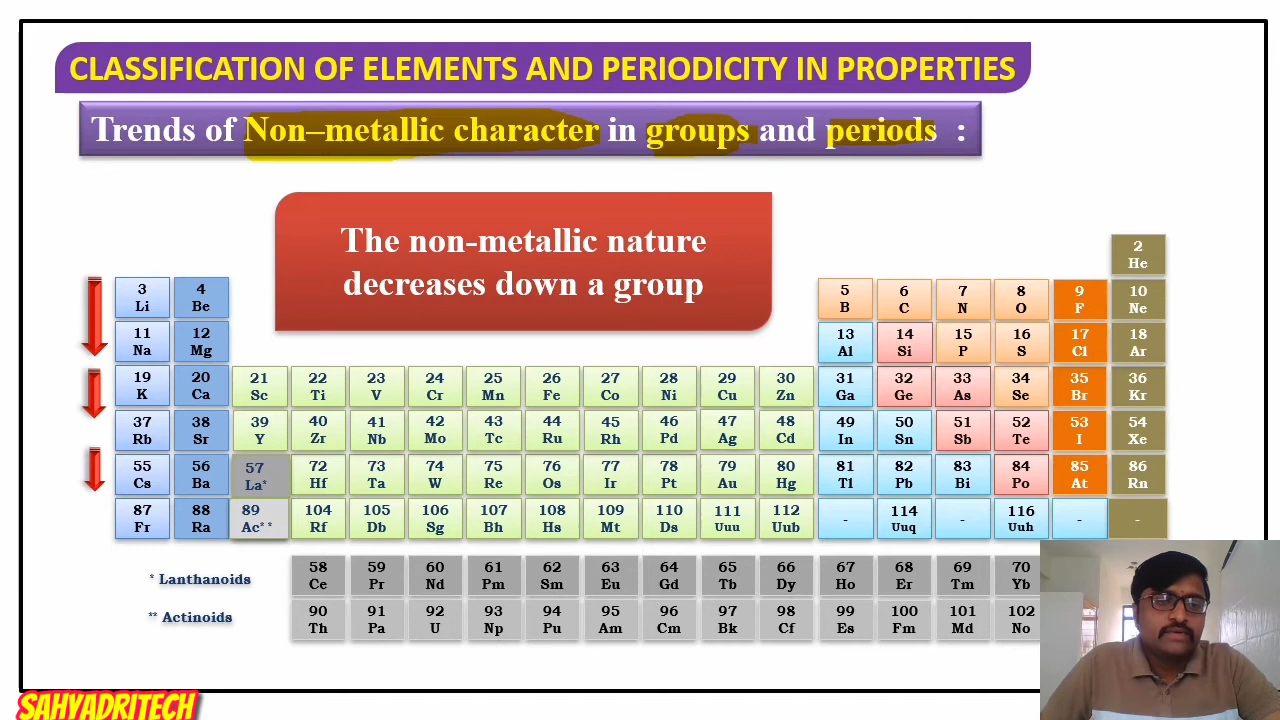 CLASSIFICATION OF ELEMENTS AND PERIODICITY IN PROPERTIES
Trends of Non–metallic character in groups and periods :
The non-metallic nature
decreases down a group
2
He
3 4 5 6 7 8 9 10
Li Be B C N O F Ne
11 12 13 14 15 16 17 18
Na Mg Al Si P S Cl Ar
19 20 21 22 23 24 25 26 27 28 29 30 31 32 33 34 35 36
K Ca Sc Ti V Cr Mn Fe Co Ni Cu Zn Ga Ge As Se Br Kr
37 38 39 40 41 42 43 44 45 46 47 48 49 50 51 52 53 54
Rb Sr Y Zr Nb Mo Tc Ru Rh Pd Ag Cd In Sn Sb Te I Xe
55 56 57 72 73 74 75 76 77 78 79 80 81 82 83 84 85 86
Cs Ba La* Hf Ta W Re Os Ir Pt Au Hg Tl Pb Bi Po At Rn
87 88 89 104 105 106 107 108 109 110 111 112 - 114 - 116 - -
Fr Ra Ac** Rf Db Sg Bh Hs Mt Ds Uuu Uub Uuq Uuh
58 59 60 61 62 63 64 65 66 67 68 69 70
* Lanthanoids Ce Pr Nd Pm Sm Eu Gd Tb Dy Ho Er Tm Yb
90 91 92 93 94 95 96 97 98 99 100 101 102
** Actinoids Th Pa U Np Pu Am Cm Bk Cf Es Fm Md No
SAHYADRITECH